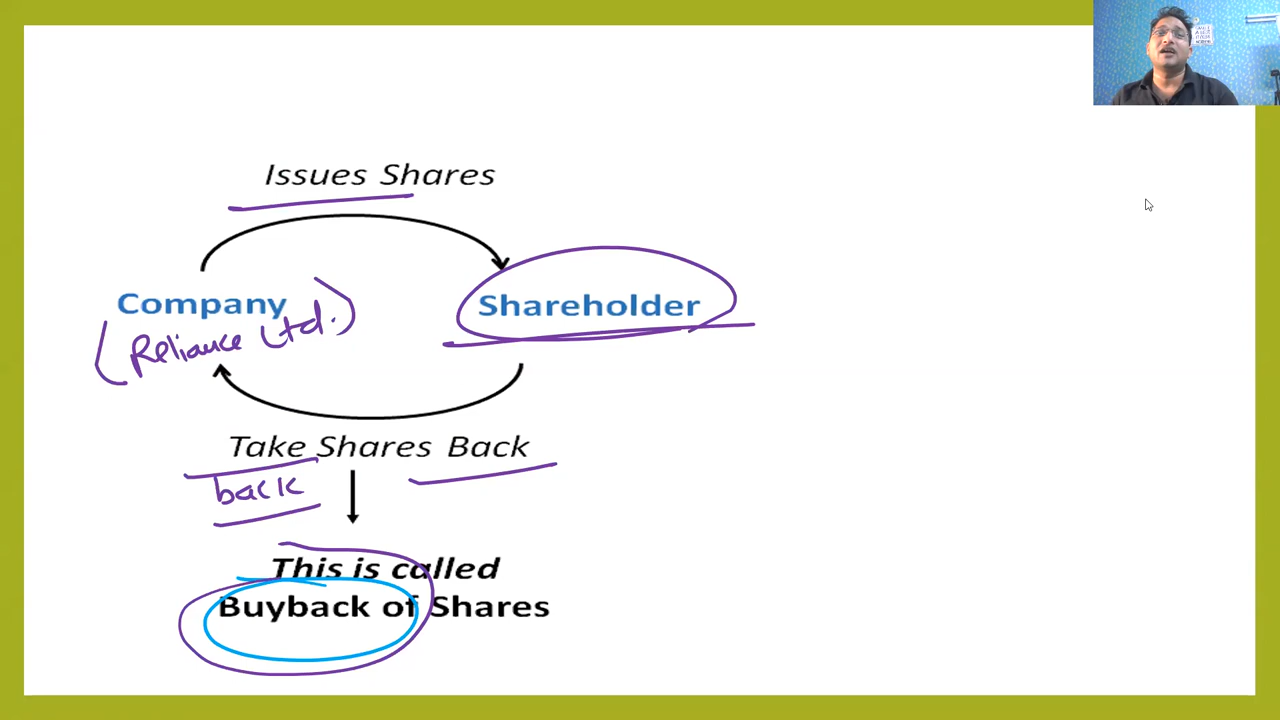 Issues Shares
Company
Shareholder
(Reliance Ltd.)
Take Shares Back
back
This is called
Buyback of Shares